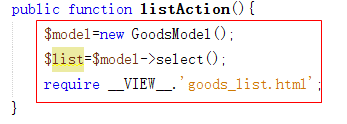 public function listAction(){
$model=new GoodsModel();
$list=$model->select();
require __VIEW__.'goods_list.html';
}